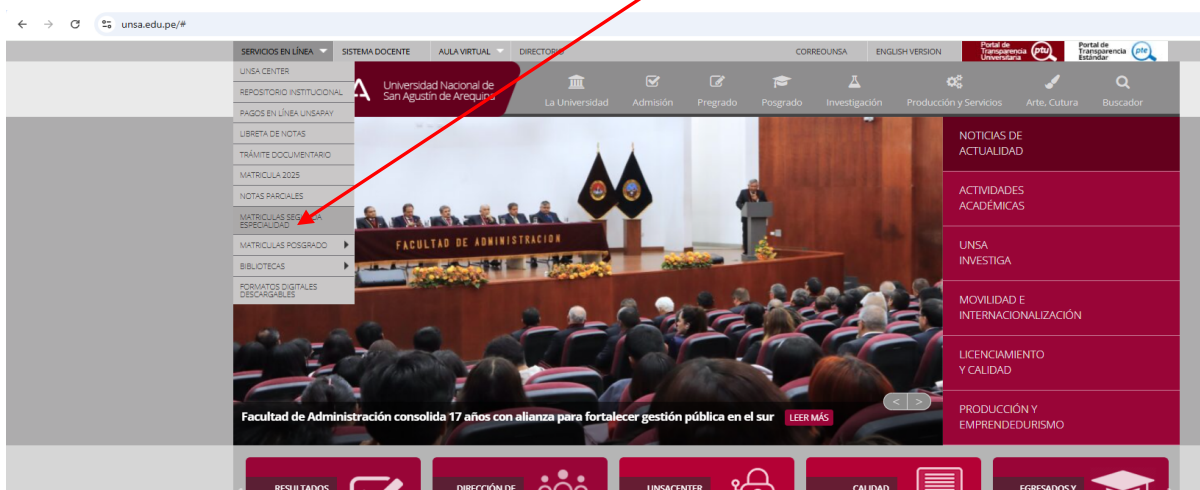 unsa.edu.pe/#
SERVICIOS EN LÍNEA
SISTEMA DOCENTE
AULA VIRTUAL
DIRECTORIO
CORREOUNSA
ENGLISH VERSION
Portal de
Transparencia
Universitaria
ptu
Portal de
Transparencia
Estándar
pte
UNSA CENTER
REPOSITORIO INSTITUCIONAL
PAGOS EN LÍNEA UNSAPAY
LIBRETA DE NOTAS
TRÁMITE DOCUMENTARIO
MATRICULA 2025
NOTAS PARCIALES
MATRICULAS SEGUNDA
ESPECIALIDAD
MATRICULAS POSGRADO
BIBLIOTECAS
FORMATOS DIGITALES
DESCARGABLES
Universidad Nacional de
San Agustín de Arequipa
La Universidad
Admisión
Pregrado
Posgrado
Investigación
Producción y Servicios
Arte, Cutura
Buscador
FACULTAD DE ADMINISTRACION
NOTICIAS DE
ACTUALIDAD
ACTIVIDADES
ACADÉMICAS
UNSA
INVESTIGA
MOVILIDAD E
INTERNACIONALIZACIÓN
LICENCIAMIENTO
Y CALIDAD
PRODUCCIÓN Y
EMPRENDEDURISMO
Facultad de Administración consolida 17 años con alianza para fortalecer gestión pública en el sur
LEER MÁS
< | >
RESULTADOS
DIRECCIÓN DE
UNSACENTER
CALIDAD
EGRESADOS Y